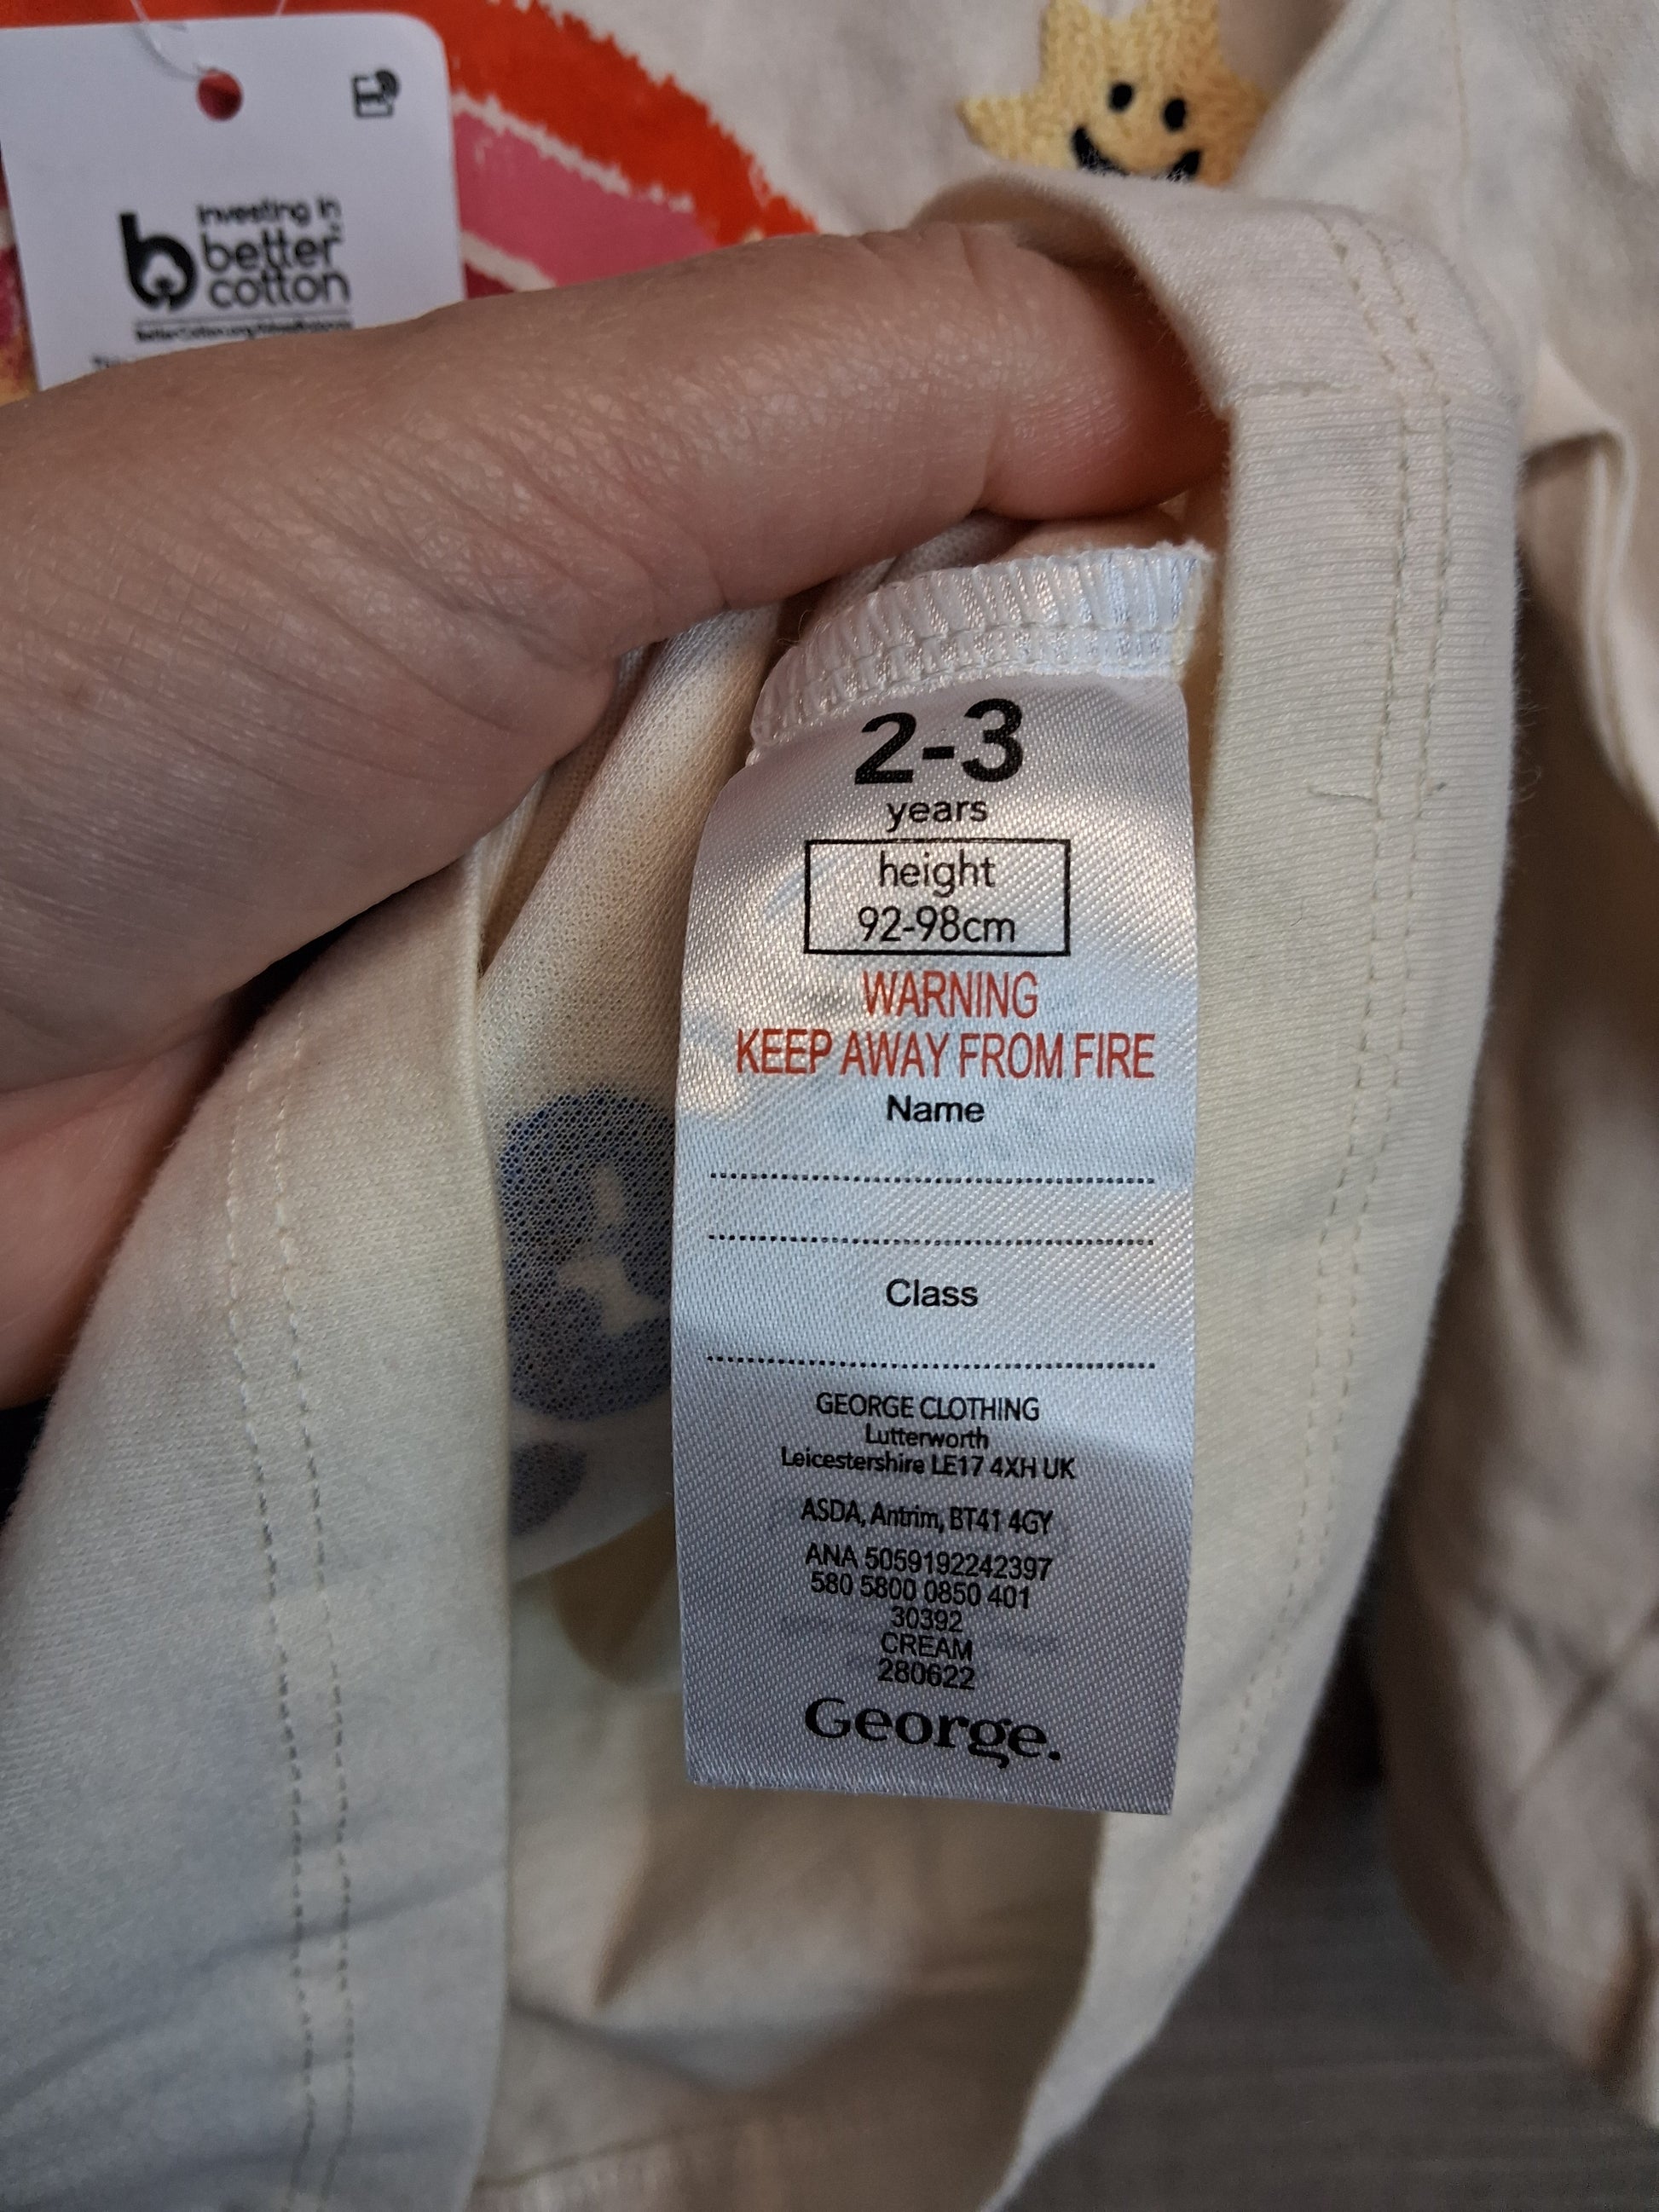 investing in
better
cotton
2-3
years
height
92-98cm
WARNING
KEEP AWAY FROM FIRE
Name
Class
GEORGE CLOTHING
Lutterworth
Leicestershire LE17 4XH UK
ASDA, Antrim, BT41 4GY
ANA 5059192242397
580 5800 0850 401
30392
CREAM
280622
George.